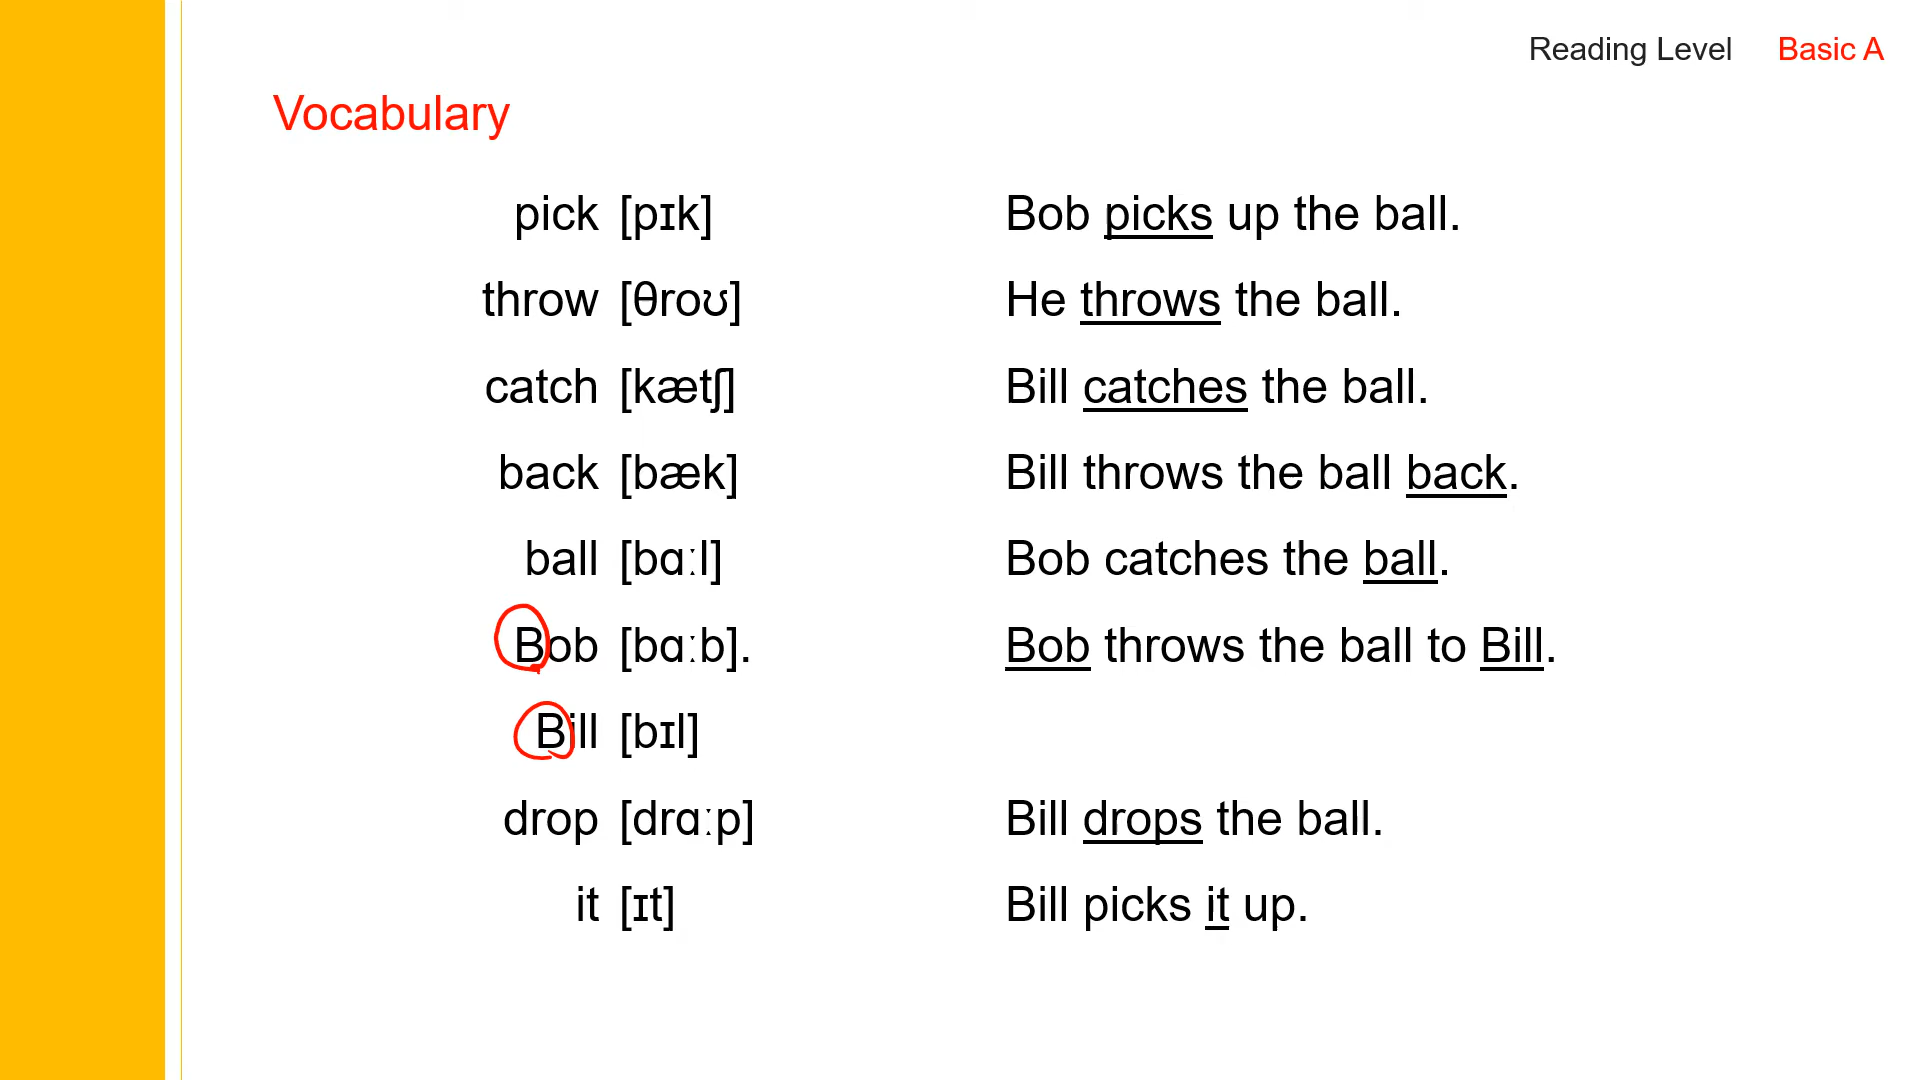 Reading Level Basic A
Vocabulary
pick [pɪk] Bob picks up the ball.
throw [θroʊ] He throws the ball.
catch [kætʃ] Bill catches the ball.
back [bæk] Bill throws the ball back.
ball [bɑːl] Bob catches the ball.
Bob [bɑːb]. Bob throws the ball to Bill.
Bill [bɪl]
drop [drɑːp] Bill drops the ball.
it [ɪt] Bill picks it up.